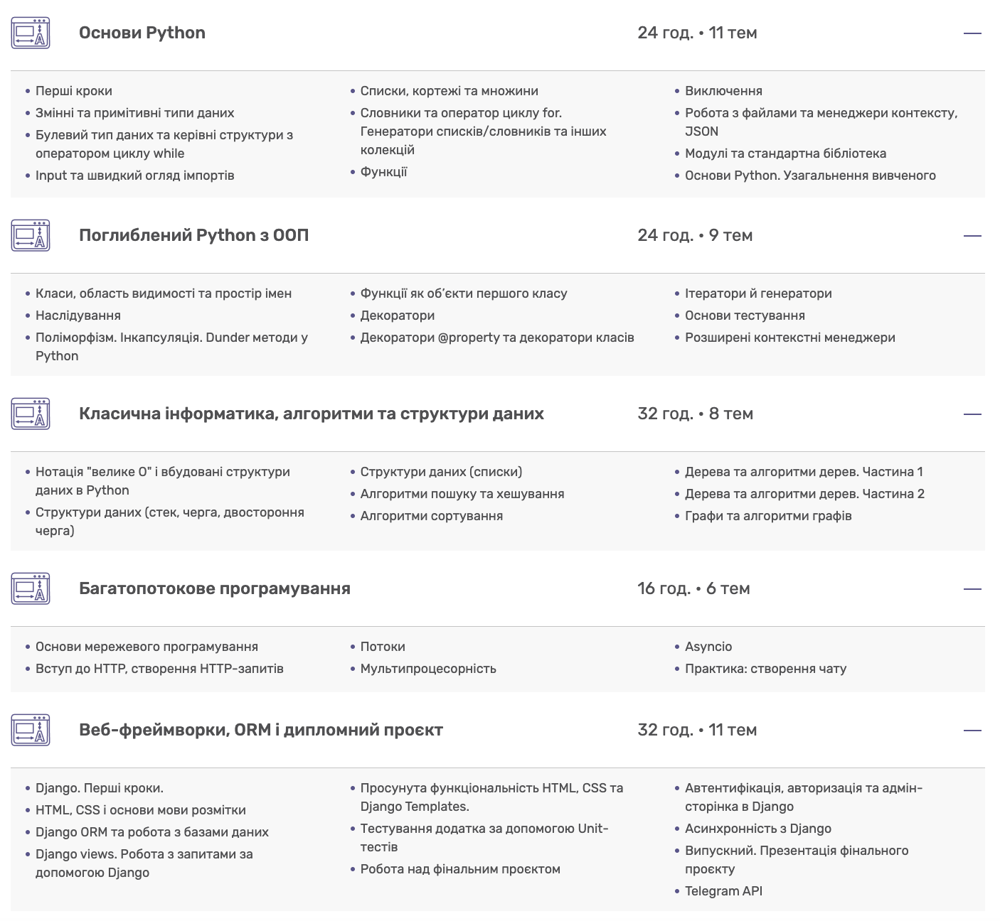 Основи Python
24 год. • 11 тем
• Перші кроки
• Змінні та примітивні типи даних
• Булевий тип даних та керівні структури з
оператором циклу while
• Input та швидкий огляд імпортів
• Списки, кортежі та множини
• Словники та оператор циклу for.
Генератори списків/словників та інших
колекцій
• Функції
• Виключення
• Робота з файлами та менеджери контексту,
JSON
• Модулі та стандартна бібліотека
• Основи Python. Узагальнення вивченого
Поглиблений Python з ООП
24 год. • 9 тем
• Класи, область видимості та простір імен
• Наслідування
• Поліморфізм. Інкапсуляція. Dunder методи у
Python
• Функції як об’єкти першого класу
• Декоратори
• Декоратори @property та декоратори класів
• Ітератори й генератори
• Основи тестування
• Розширені контекстні менеджери
Класична інформатика, алгоритми та структури даних
32 год. • 8 тем
• Нотація "велике О" і вбудовані структури
даних в Python
• Структури даних (стек, черга, двостороння
черга)
• Структури даних (списки)
• Алгоритми пошуку та хешування
• Алгоритми сортування
• Дерева та алгоритми дерев. Частина 1
• Дерева та алгоритми дерев. Частина 2
• Графи та алгоритми графів
Багатопотокове програмування
16 год. • 6 тем
• Основи мережевого програмування
• Вступ до HTTP, створення HTTP-запитів
• Потоки
• Мультипроцесорність
• Asyncio
• Практика: створення чату
Веб-фреймворки, ORM і дипломний проєкт
32 год. • 11 тем
• Django. Перші кроки.
• HTML, CSS і основи мови розмітки
• Django ORM та робота з базами даних
• Django views. Робота з запитами за
допомогою Django
• Просунута функціональність HTML, CSS та
Django Templates.
• Тестування додатка за допомогою Unit-
тестів
• Робота над фінальним проєктом
• Автентифікація, авторизація та адмін-
сторінка в Django
• Асинхронність з Django
• Випускний. Презентація фінального
проєкту
• Telegram API